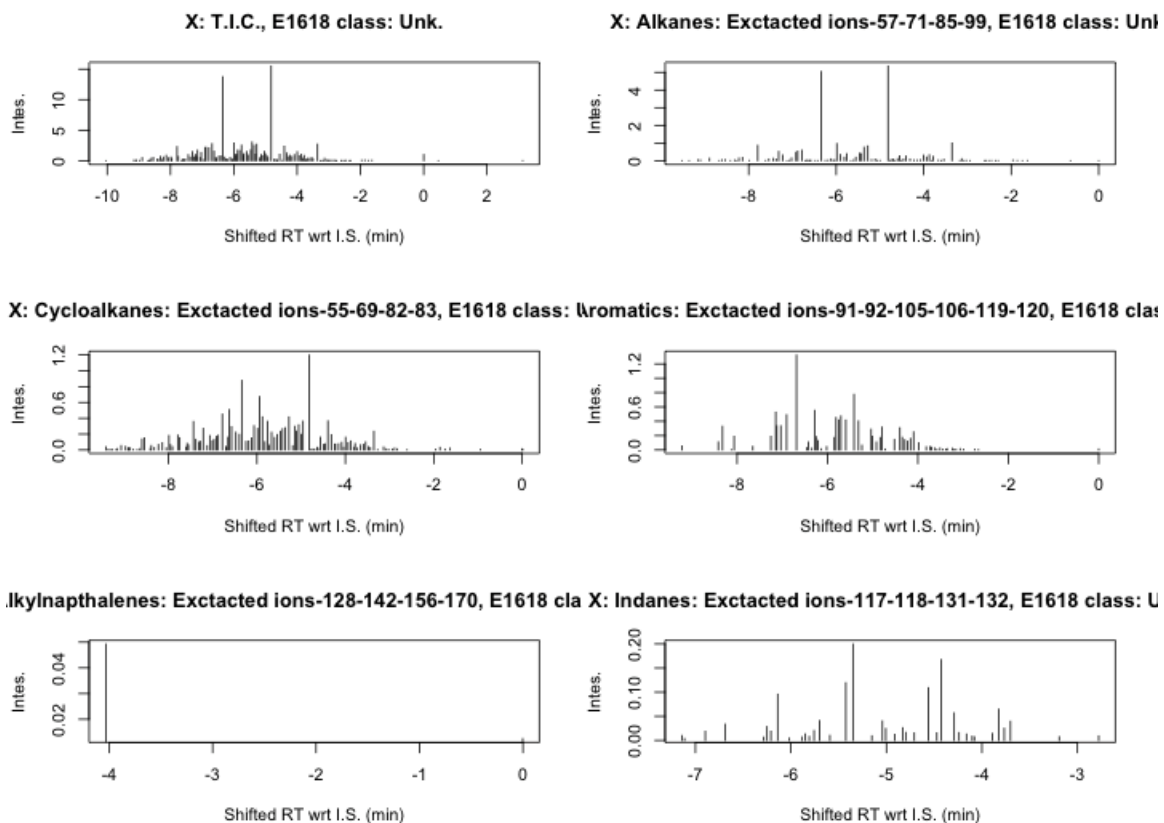 X: T.I.C., E1618 class: Unk.
Intes.
0 5 10
-10 -8 -6 -4 -2 0 2
Shifted RT wrt I.S. (min)
X: Alkanes: Exctacted ions-57-71-85-99, E1618 class: Unk
Intes.
0 2 4
-8 -6 -4 -2 0
Shifted RT wrt I.S. (min)
X: Cycloalkanes: Exctacted ions-55-69-82-83, E1618 class:
Intes.
0.0 0.6 1.2
-8 -6 -4 -2 0
Shifted RT wrt I.S. (min)
romatics: Exctacted ions-91-92-105-106-119-120, E1618 clas
Intes.
0.0 0.6 1.2
-8 -6 -4 -2 0
Shifted RT wrt I.S. (min)
lkylnapthalenes: Exctacted ions-128-142-156-170, E1618 cla
Intes.
0.02 0.04
-4 -3 -2 -1 0
Shifted RT wrt I.S. (min)
X: Indanes: Exctacted ions-117-118-131-132, E1618 class: U
Intes.
0.00 0.10 0.20
-7 -6 -5 -4 -3
Shifted RT wrt I.S. (min)